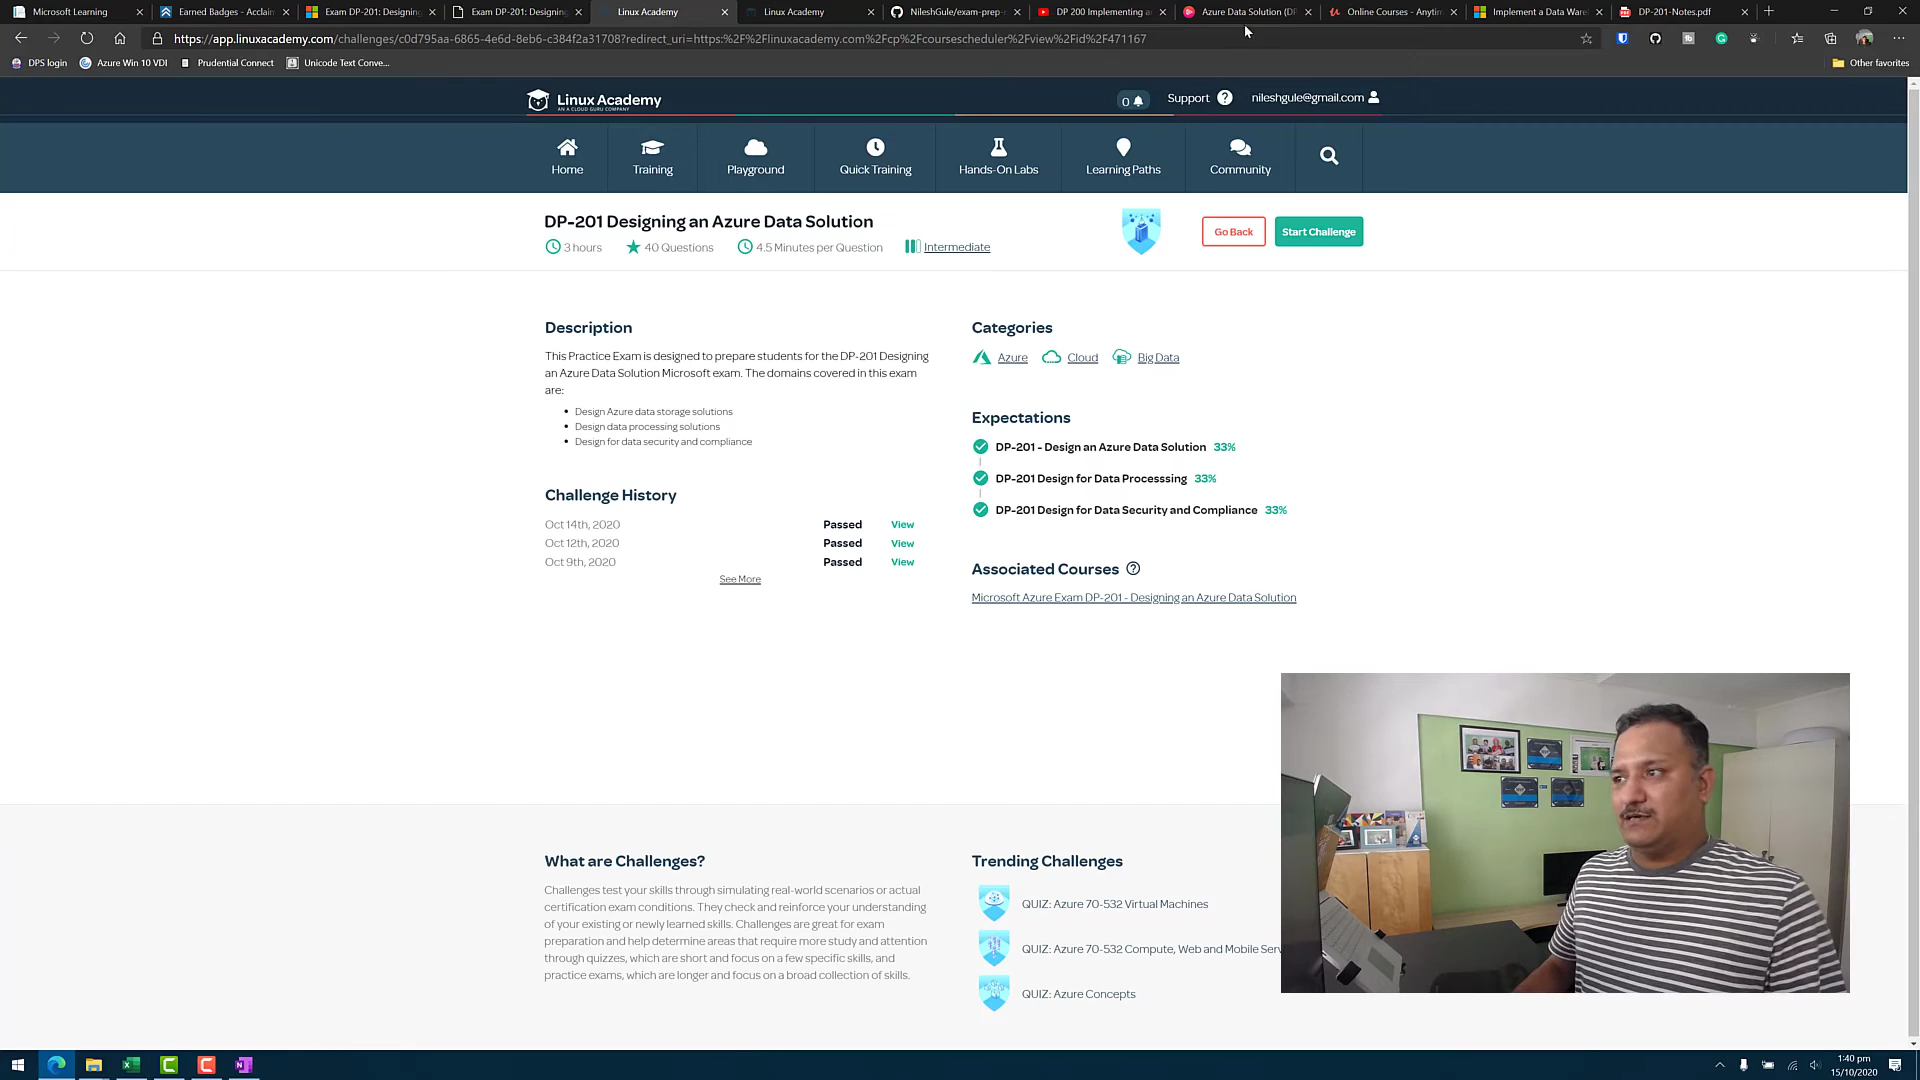 Microsoft Learning
Earned Badges - Acclaim
Exam DP-201: Designing
Exam DP-201: Designing
Linux Academy
Linux Academy
NileshGule/exam-prep-
DP 200 Implementing a
Azure Data Solution (DP
Online Courses - Anytim
Implement a Data Ware
DP-201-Notes.pdf
https://app.linuxacademy.com/challenges/c0d795aa-6865-4e6d-8eb6-c384f2a31708?redirect_uri=https:%2F%2Flinuxacademy.com%2Fcp%2Fcoursescheduler%2Fview%2Fid%2F471167
DPS login
Azure Win 10 VDI
Prudential Connect
Unicode Text Conve...
Other favorites
Linux Academy
AN A CLOUD GURU COMPANY
0
Support
nileshgule@gmail.com
Home
Training
Playground
Quick Training
Hands-On Labs
Learning Paths
Community
DP-201 Designing an Azure Data Solution
3 hours
40 Questions
4.5 Minutes per Question
Intermediate
Go Back
Start Challenge
Description
This Practice Exam is designed to prepare students for the DP-201 Designing
an Azure Data Solution Microsoft exam. The domains covered in this exam
are:
• Design Azure data storage solutions
• Design data processing solutions
• Design for data security and compliance
Challenge History
Oct 14th, 2020 Passed View
Oct 12th, 2020 Passed View
Oct 9th, 2020 Passed View
See More
Categories
Azure
Cloud
Big Data
Expectations
DP-201 - Design an Azure Data Solution 33%
DP-201 Design for Data Processsing 33%
DP-201 Design for Data Security and Compliance 33%
Associated Courses
Microsoft Azure Exam DP-201 - Designing an Azure Data Solution
What are Challenges?
Challenges test your skills through simulating real-world scenarios or actual
certification exam conditions. They check and reinforce your understanding
of your existing or newly learned skills. Challenges are great for exam
preparation and help determine areas that require more study and attention
through quizzes, which are short and focus on a few specific skills, and
practice exams, which are longer and focus on a broad collection of skills.
Trending Challenges
QUIZ: Azure 70-532 Virtual Machines
QUIZ: Azure 70-532 Compute, Web and Mobile Serv
QUIZ: Azure Concepts
1:40 pm
15/10/2020